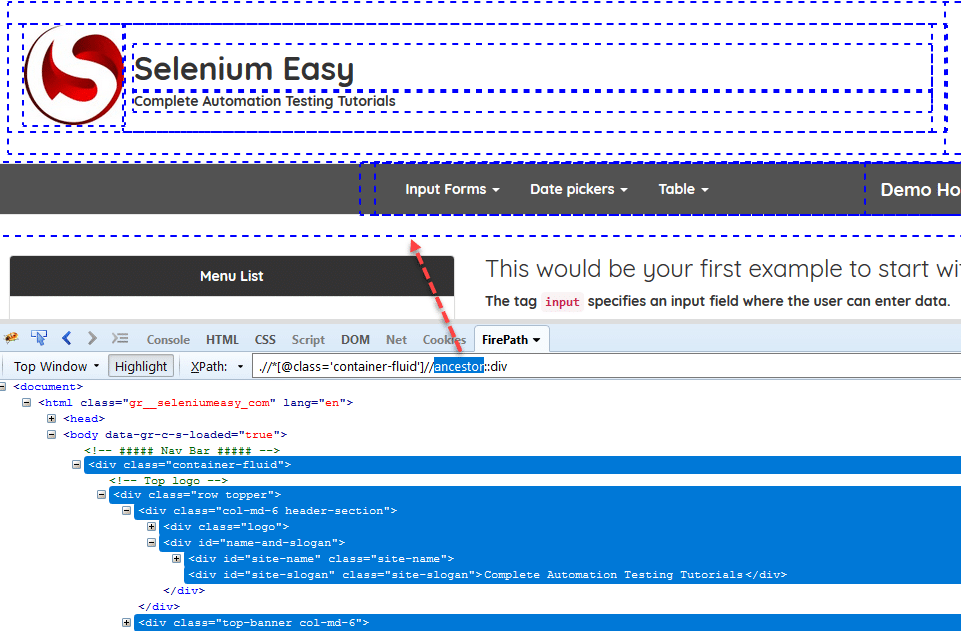 Selenium Easy
Complete Automation Testing Tutorials
Input Forms Date pickers Table Demo Ho
Menu List
This would be your first example to start wi
The tag input specifies an input field where the user can enter data.
Console HTML CSS Script DOM Net Cookies FirePath
Top Window Highlight XPath: .//*[@class='container-fluid']//ancestor::div
<document>
<html class="gr__seleniumeasy_com" lang="en">
<head>
<body data-gr-c-s-loaded="true">
<!-- ##### Nav Bar ##### -->
<div class="container-fluid">
<!-- Top logo -->
<div class="row topper">
<div class="col-md-6 header-section">
<div class="logo">
<div id="name-and-slogan">
<div id="site-name" class="site-name">
<div id="site-slogan" class="site-slogan">Complete Automation Testing Tutorials</div>
</div>
</div>
<div class="top-banner col-md-6">